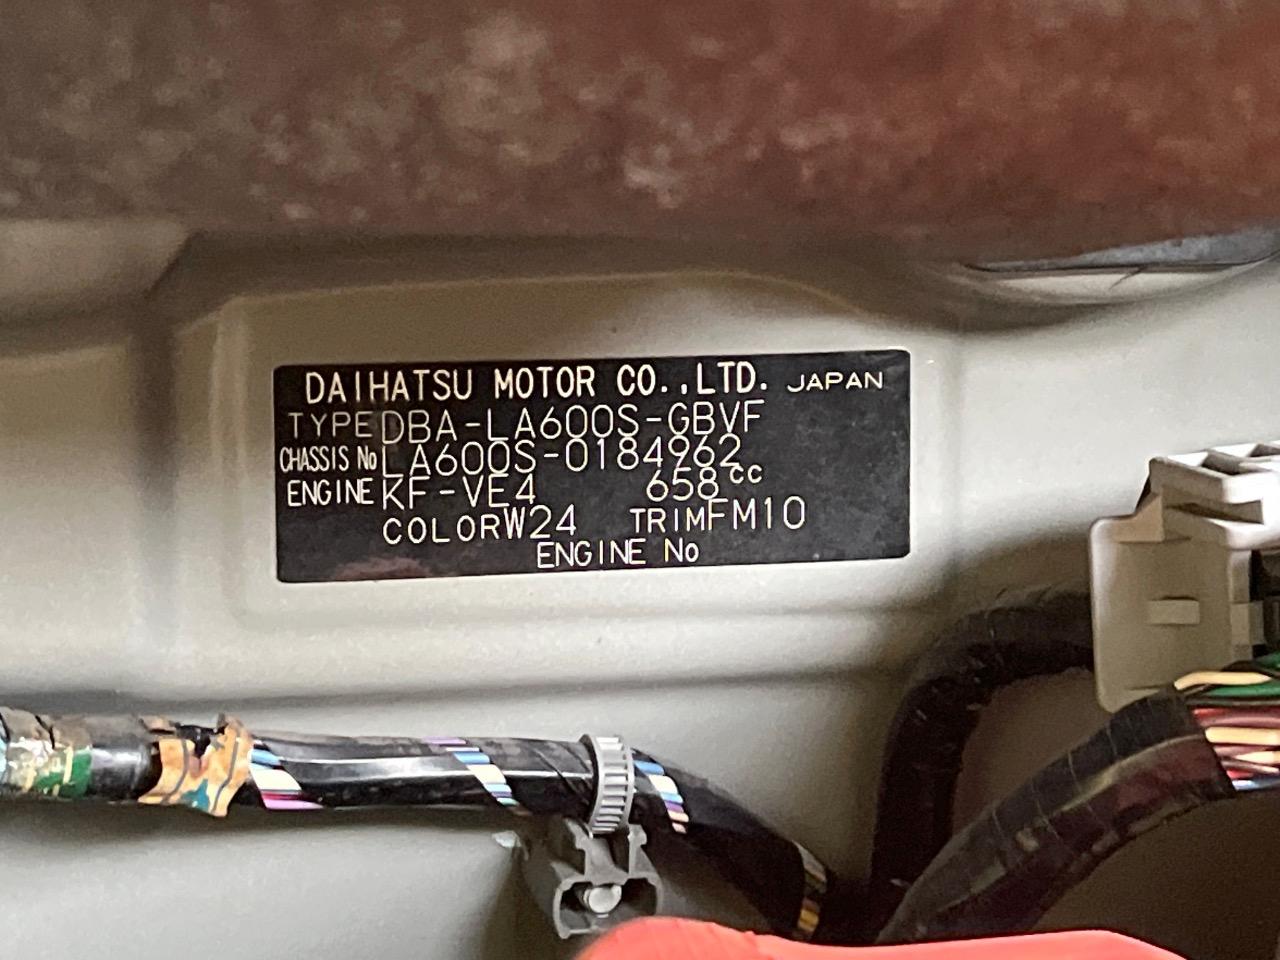 DAIHATSU MOTOR CO.,LTD. JAPAN
TYPE DBA-LA600S-GBVF
CHASSIS No LA600S-0184962
ENGINE KF-VE4 658cc
COLOR W24 TRIM FM10
ENGINE No